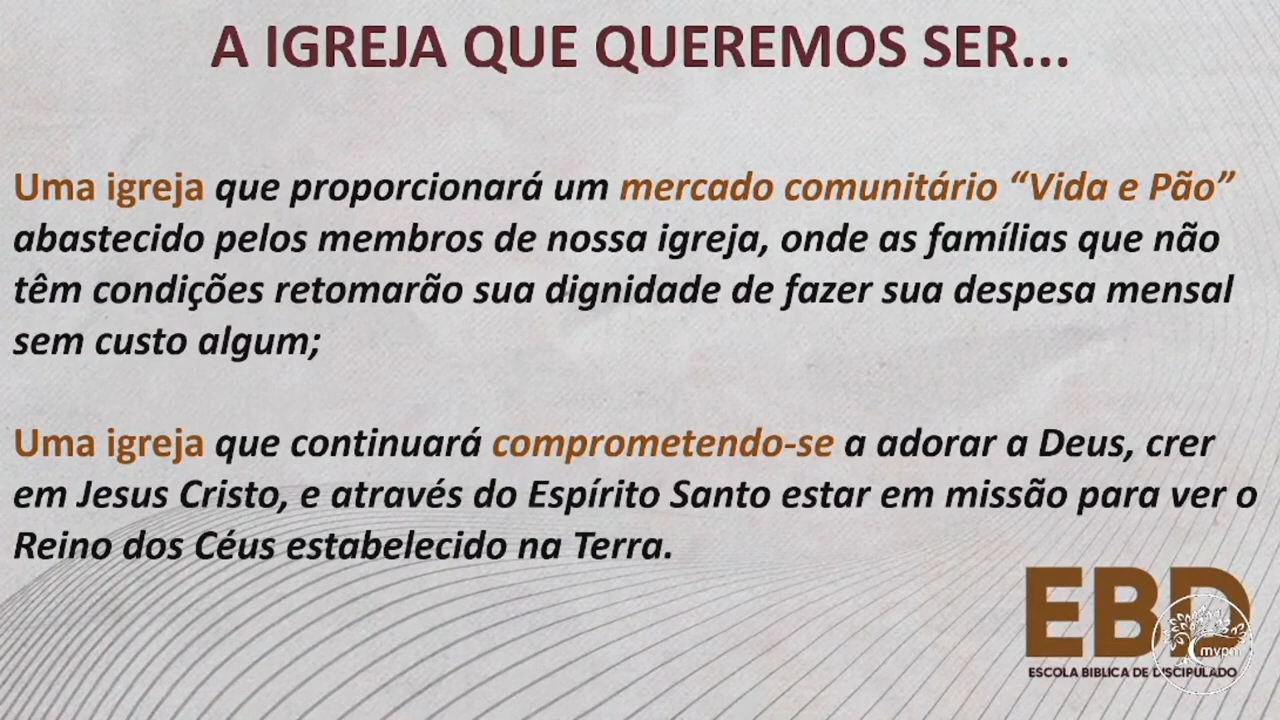 A IGREJA QUE QUEREMOS SER...
Uma igreja que proporcionará um mercado comunitário “Vida e Pão”
abastecido pelos membros de nossa igreja, onde as famílias que não
têm condições retomarão sua dignidade de fazer sua despesa mensal
sem custo algum;
Uma igreja que continuará comprometendo-se a adorar a Deus, crer
em Jesus Cristo, e através do Espírito Santo estar em missão para ver o
Reino dos Céus estabelecido na Terra.
EBD
mvpm
ESCOLA BIBLICA DE DISCIPULADO